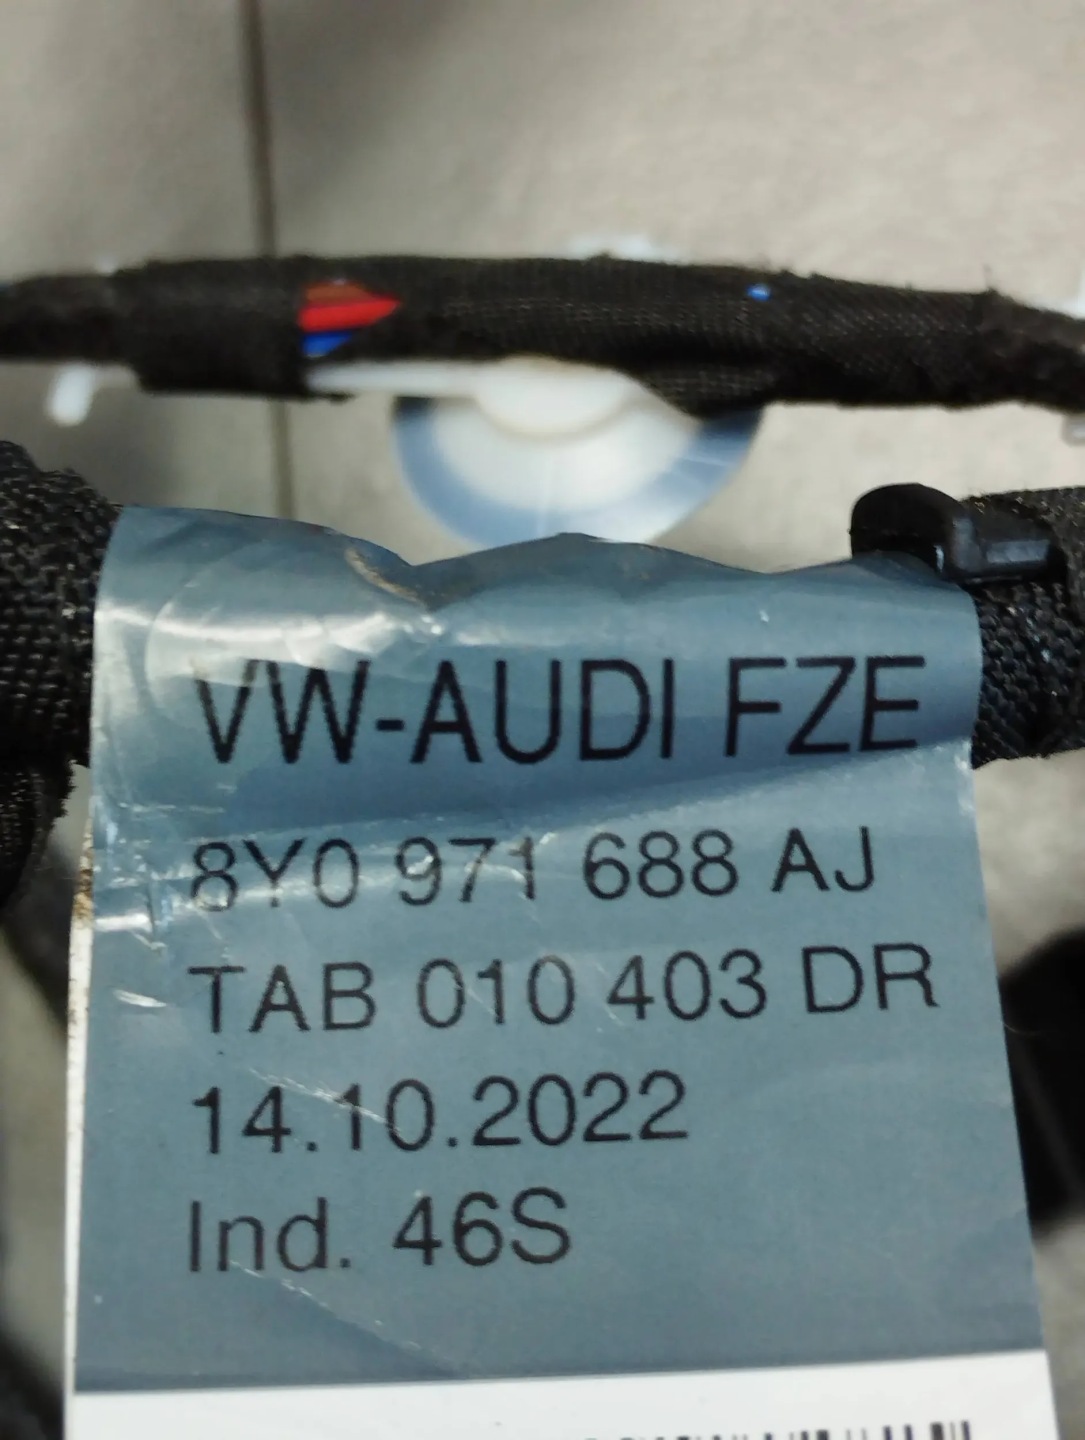 VW-AUDI FZE
8Y0 971 688 AJ
TAB 010 403 DR
14.10.2022
Ind. 46S